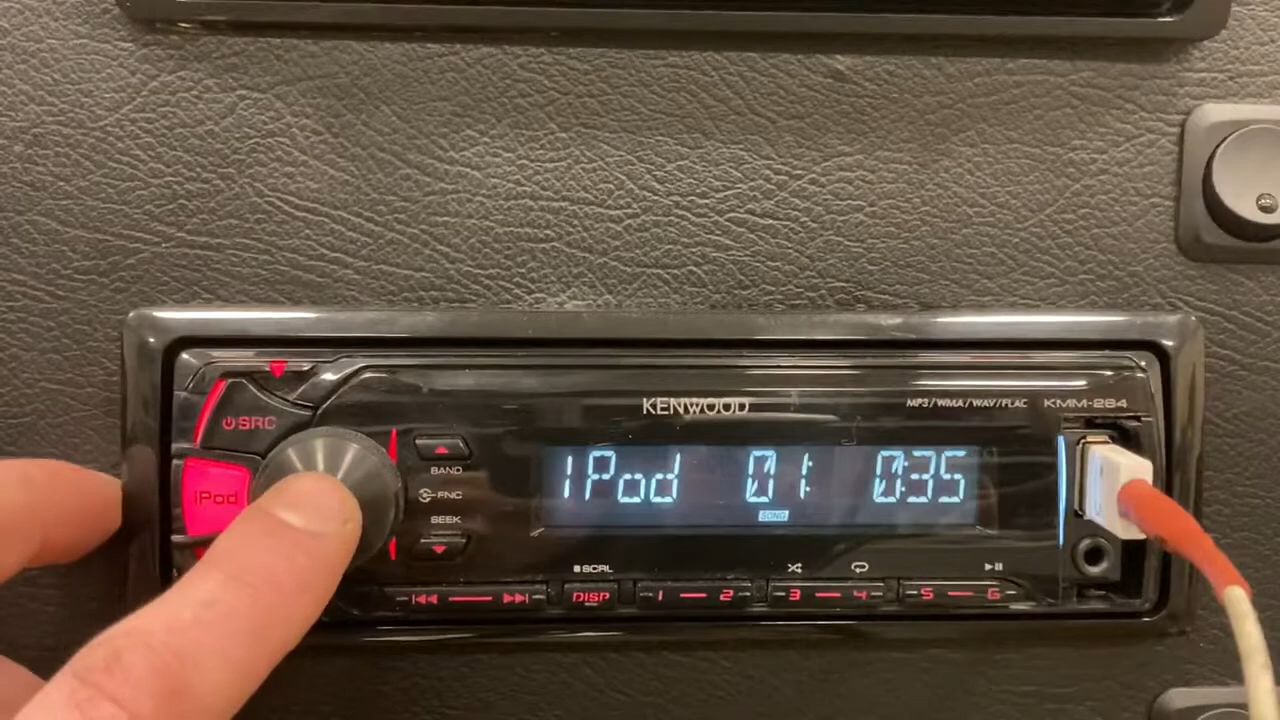 KENWOOD
MP3/WMA/WAV/FLAC KMM-264
SRC
iPod
BAND
FNC
SEEK
iPod 01: 0:35
SONG
SCRL
DISP
1 2
3 4
5 6